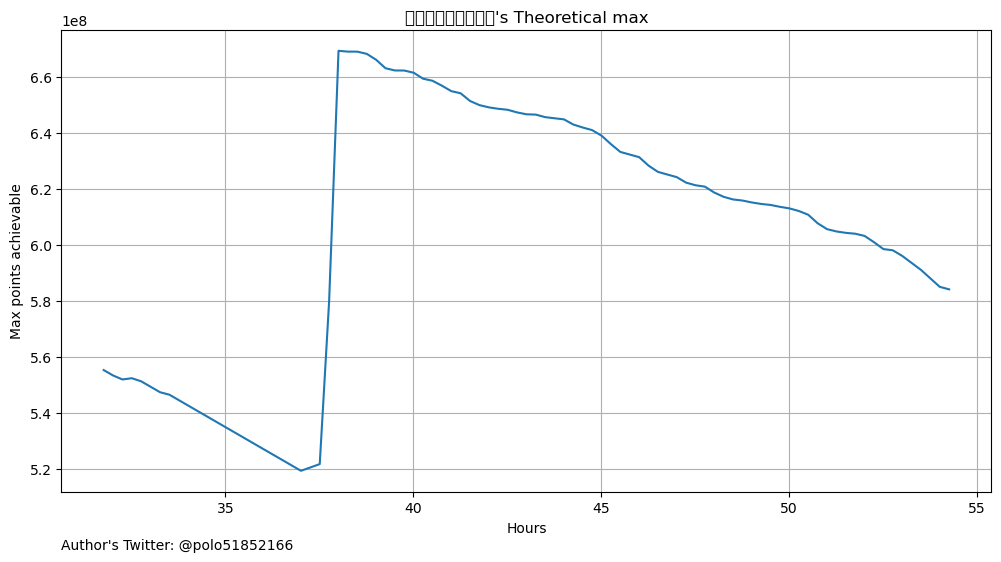 1e8
's Theoretical max
6.6
6.4
6.2
6.0
5.8
5.6
5.4
5.2
Max points achievable
35
40
45
50
55
Hours
Author's Twitter: @polo51852166